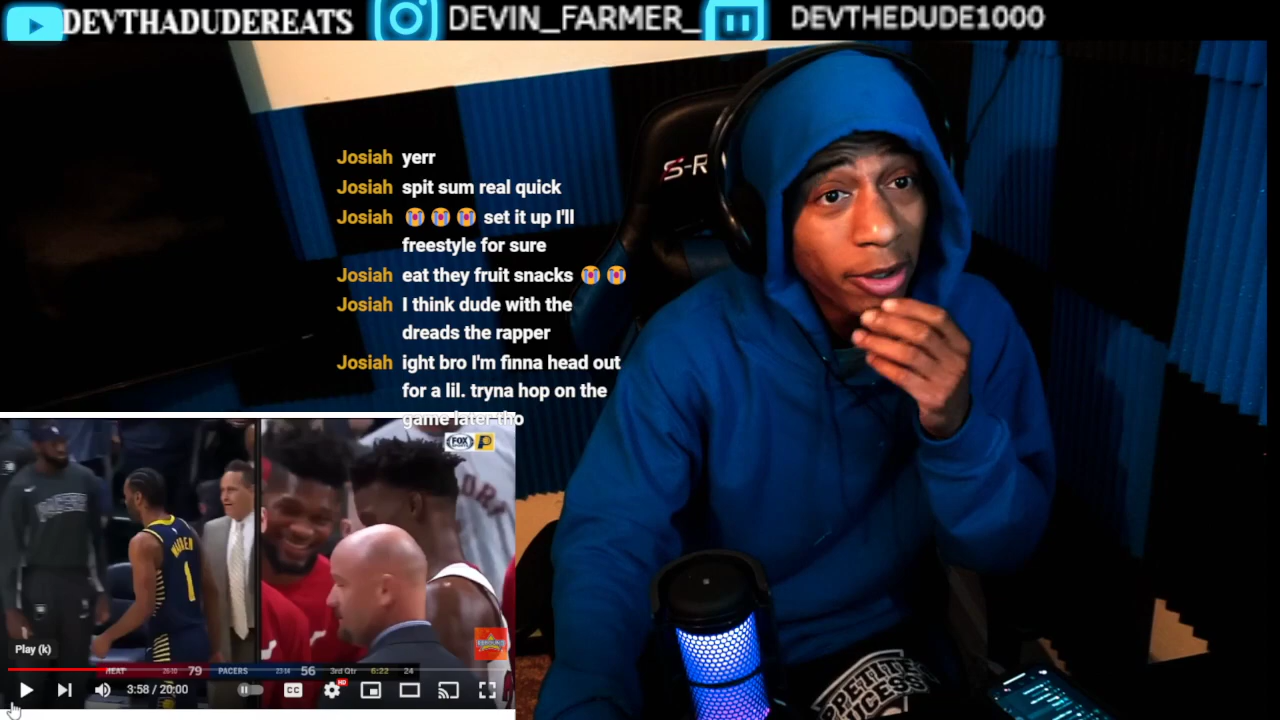 DEVTHADUDEREATS DEVIN_FARMER_ DEVTHEDUDE1000
S-R
Josiah yerr
Josiah spit sum real quick
Josiah 😭😭😭 set it up I'll
freestyle for sure
Josiah eat they fruit snacks 😭😭
Josiah I think dude with the
dreads the rapper
Josiah ight bro I'm finna head out
for a lil. tryna hop on the
game later tho
FOX
WARREN
1
Play (k)
HEAT 79 PACERS 56 3rd Qtr 6:22 24
3:58 / 20:00
CC
HD